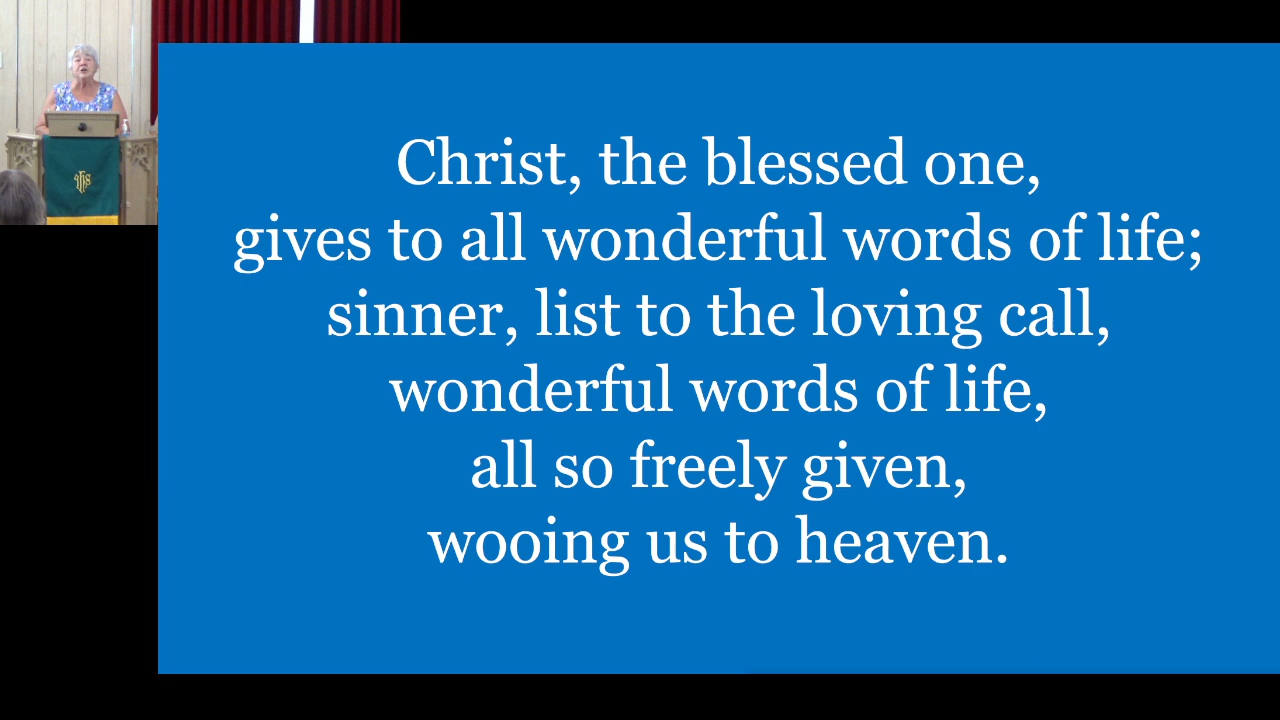 Christ, the blessed one,
gives to all wonderful words of life;
sinner, list to the loving call,
wonderful words of life,
all so freely given,
wooing us to heaven.